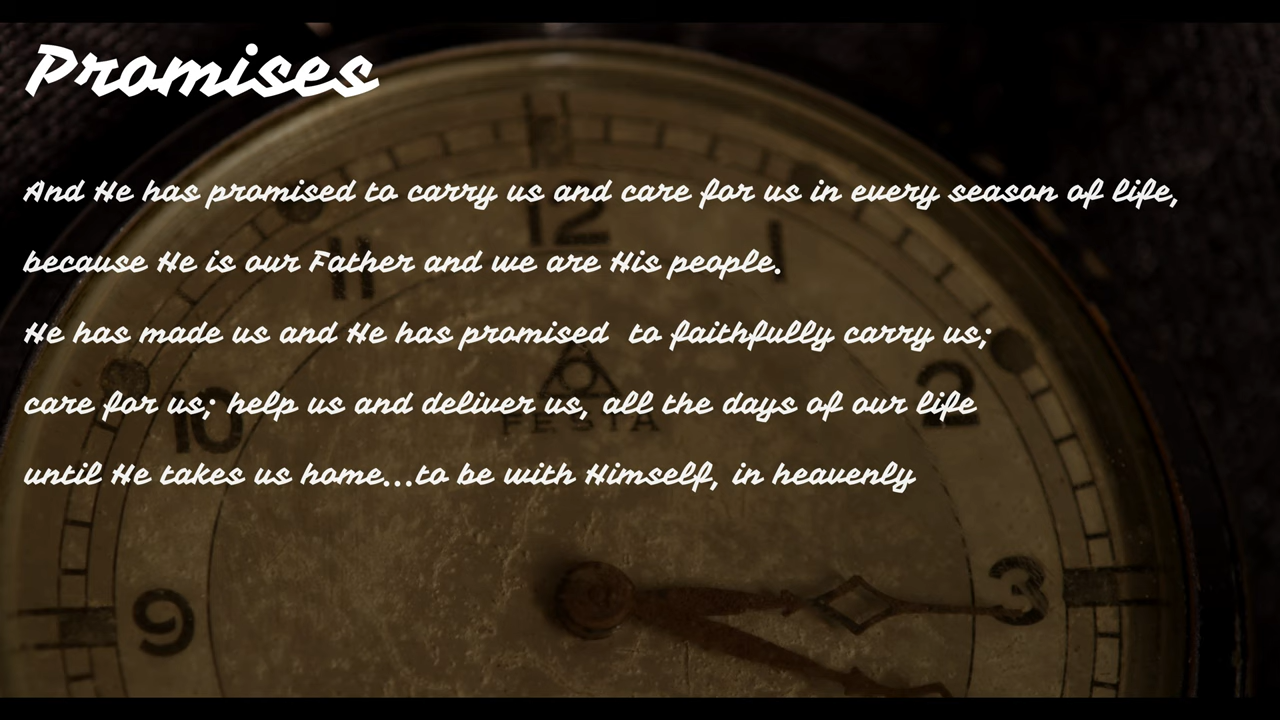 Promises
And He has promised to carry us and care for us in every season of life,
because He is our Father and we are His people.
He has made us and He has promised  to faithfully carry us;
care for us; help us and deliver us, all the days of our life
until He takes us home...to be with Himself, in heavenly
12
11
1
10
2
FESTA
9
3